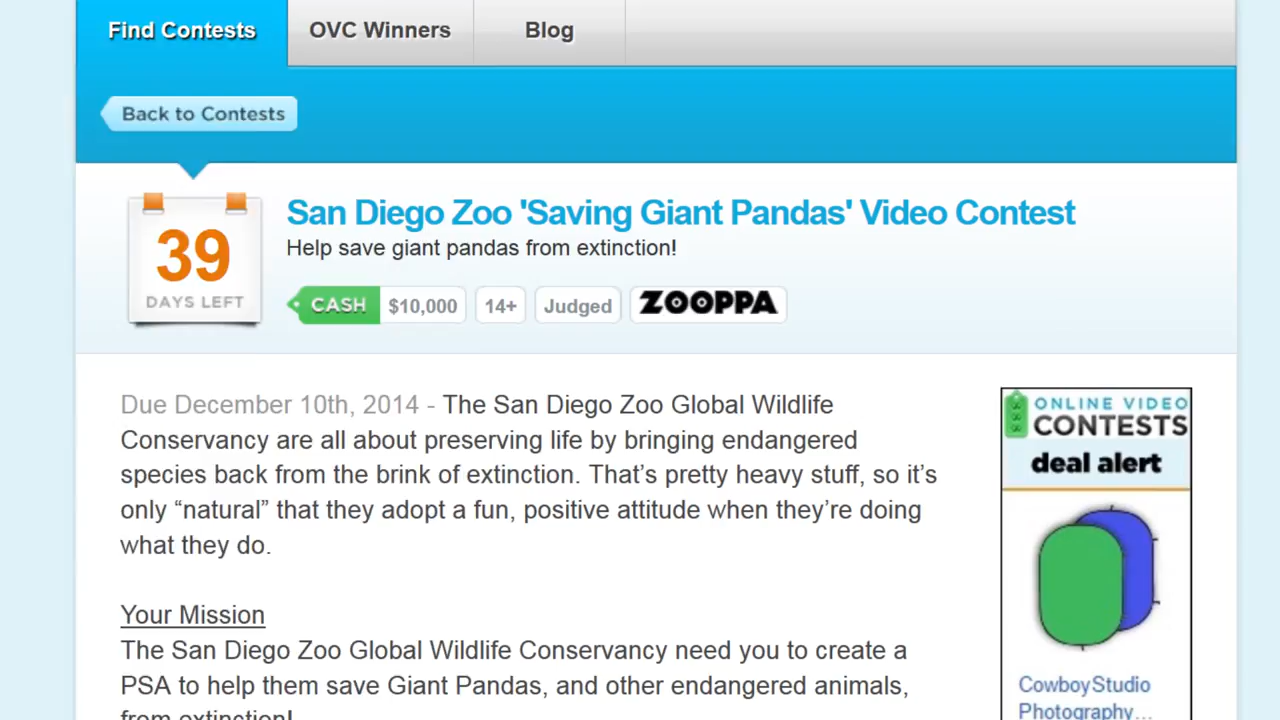 Find Contests
OVC Winners
Blog
Back to Contests
39
DAYS LEFT
San Diego Zoo 'Saving Giant Pandas' Video Contest
Help save giant pandas from extinction!
CASH $10,000 14+ Judged ZOOPPA
Due December 10th, 2014 - The San Diego Zoo Global Wildlife
Conservancy are all about preserving life by bringing endangered
species back from the brink of extinction. That’s pretty heavy stuff, so it’s
only “natural” that they adopt a fun, positive attitude when they’re doing
what they do.
Your Mission
The San Diego Zoo Global Wildlife Conservancy need you to create a
PSA to help them save Giant Pandas, and other endangered animals,
from extinction!
ONLINE VIDEO
CONTESTS
deal alert
CowboyStudio
Photography...